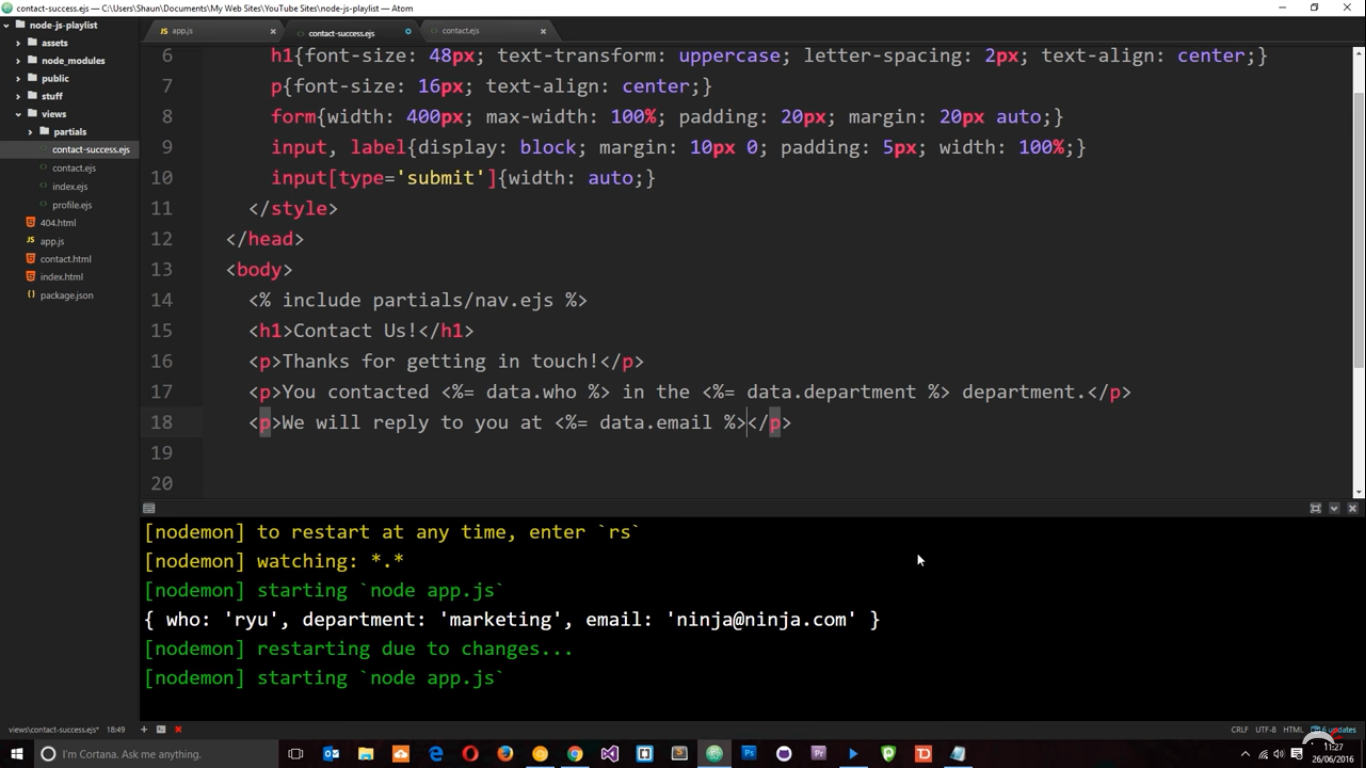 contact-success.ejs — C:\Users\Shaun\Documents\My Web Sites\YouTube Sites\node-js-playlist — Atom
node-js-playlist
assets
node_modules
public
stuff
views
partials
contact-success.ejs
contact.ejs
index.ejs
profile.ejs
404.html
JS app.js
contact.html
index.html
package.json
JS app.js
contact-success.ejs
contact.ejs
6 h1{font-size: 48px; text-transform: uppercase; letter-spacing: 2px; text-align: center;}
7 p{font-size: 16px; text-align: center;}
8 form{width: 400px; max-width: 100%; padding: 20px; margin: 20px auto;}
9 input, label{display: block; margin: 10px 0; padding: 5px; width: 100%;}
10 input[type='submit']{width: auto;}
11 </style>
12 </head>
13 <body>
14 <% include partials/nav.ejs %>
15 <h1>Contact Us!</h1>
16 <p>Thanks for getting in touch!</p>
17 <p>You contacted <%= data.who %> in the <%= data.department %> department.</p>
18 <p>We will reply to you at <%= data.email %></p>
19
20
[nodemon] to restart at any time, enter `rs`
[nodemon] watching: *.*
[nodemon] starting `node app.js`
{ who: 'ryu', department: 'marketing', email: 'ninja@ninja.com' }
[nodemon] restarting due to changes...
[nodemon] starting `node app.js`
views\contact-success.ejs* 18:49
CRLF UTF-8 HTML 6 updates
I'm Cortana. Ask me anything.
11:27
26/06/2016